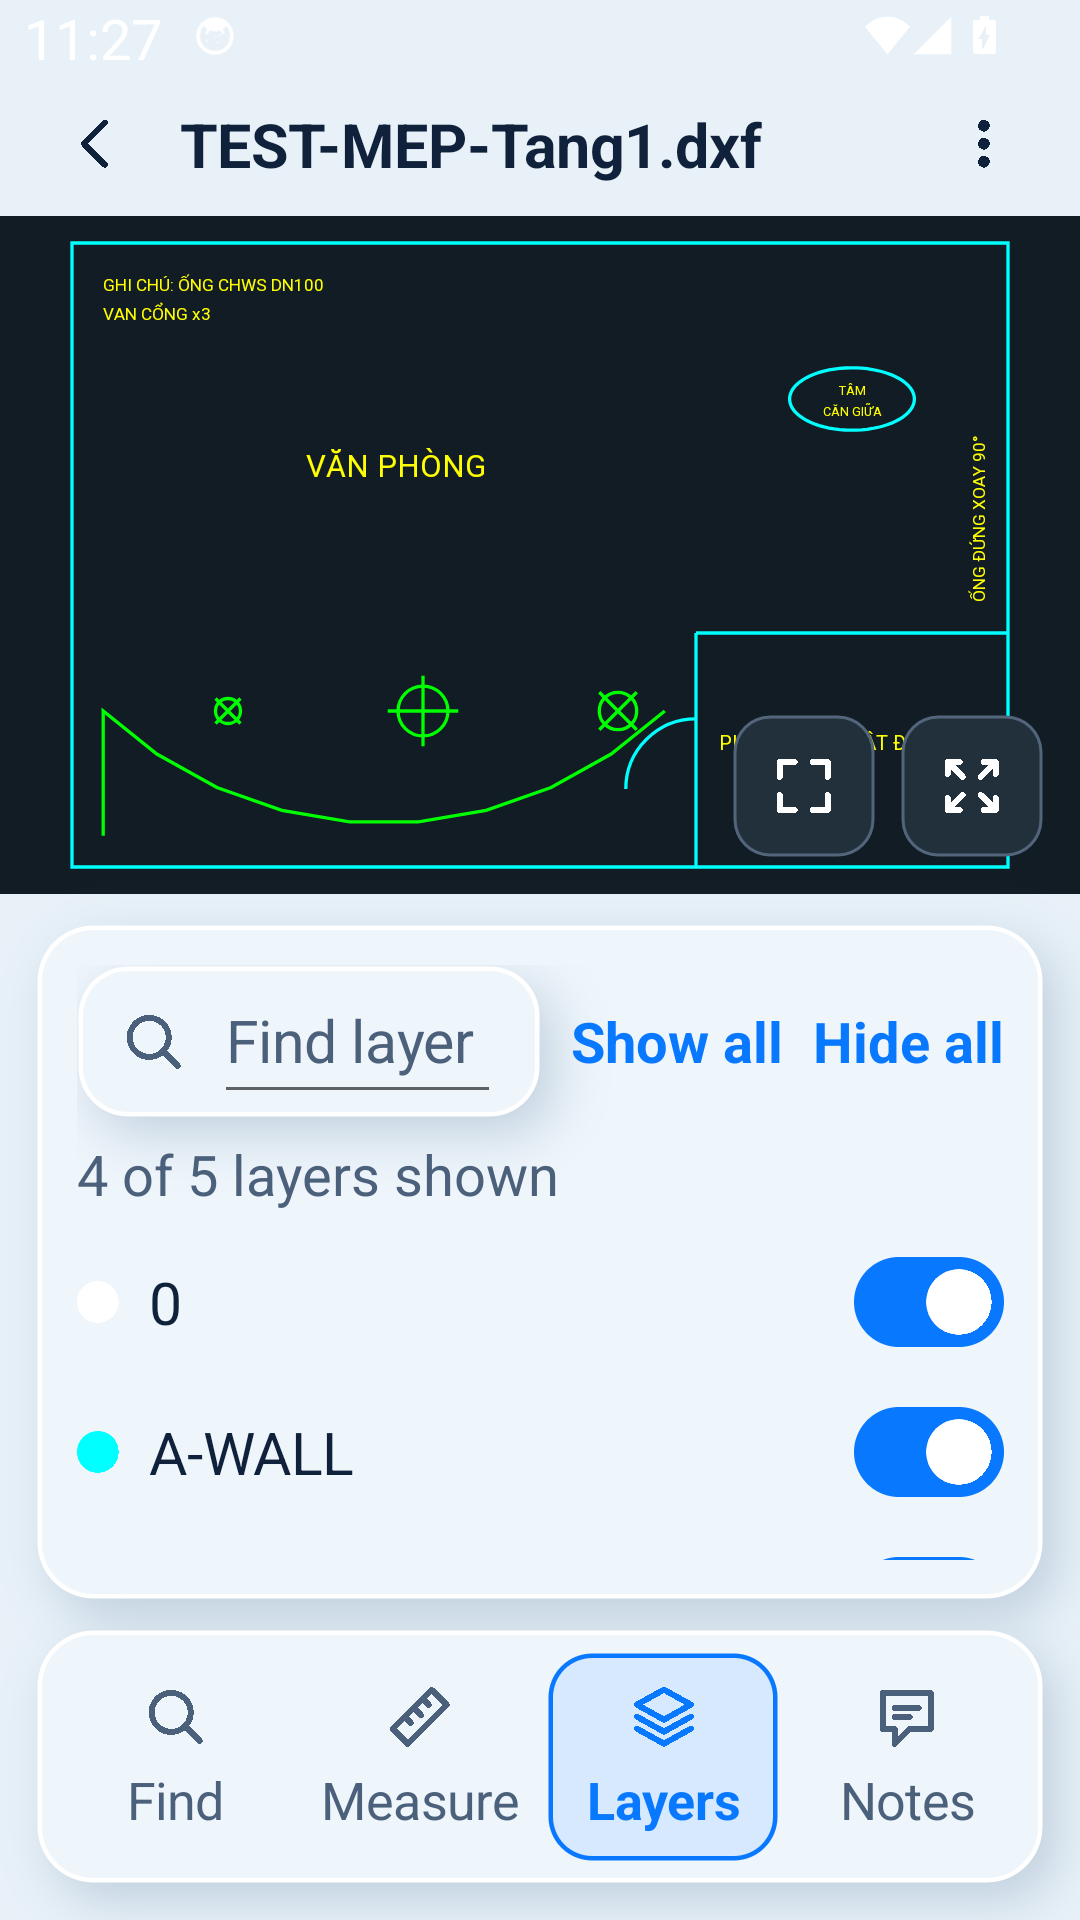 11:27
TEST-MEP-Tang1.dxf
GHI CHÚ: ỐNG CHWS DN100
VAN CỔNG x3
TÂM
CĂN GIỮA
VĂN PHÒNG
ỐNG ĐỨNG XOAY 90°
Find layer
Show all
Hide all
4 of 5 layers shown
0
A-WALL
Find
Measure
Layers
Notes